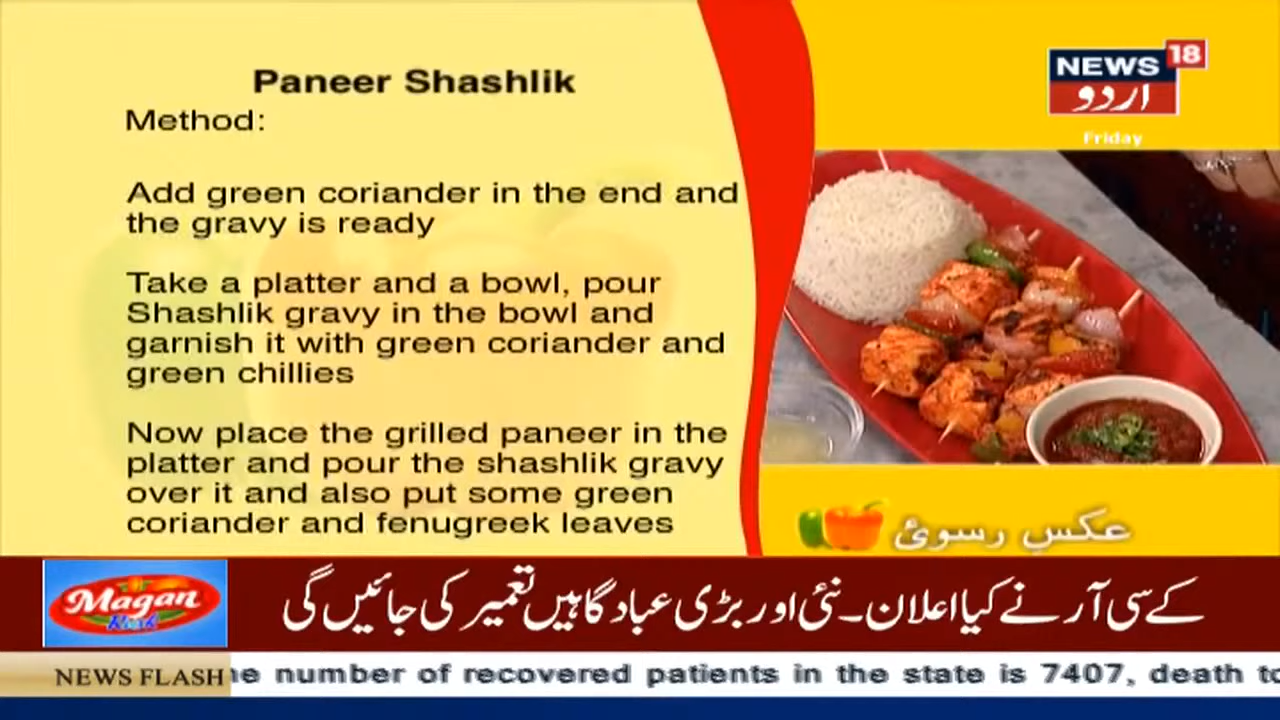 Paneer Shashlik
Method:
Add green coriander in the end and
the gravy is ready
Take a platter and a bowl, pour
Shashlik gravy in the bowl and
garnish it with green coriander and
green chillies
Now place the grilled paneer in the
platter and pour the shashlik gravy
over it and also put some green
coriander and fenugreek leaves
NEWS 18
اردو
Friday
عکسِ رسوئ
Magan
کے سی آر نے کیا اعلان۔ نئی اور بڑی عبادگاہیں تعمیر کی جائیں گی
NEWS FLASH
e number of recovered patients in the state is 7407, death to